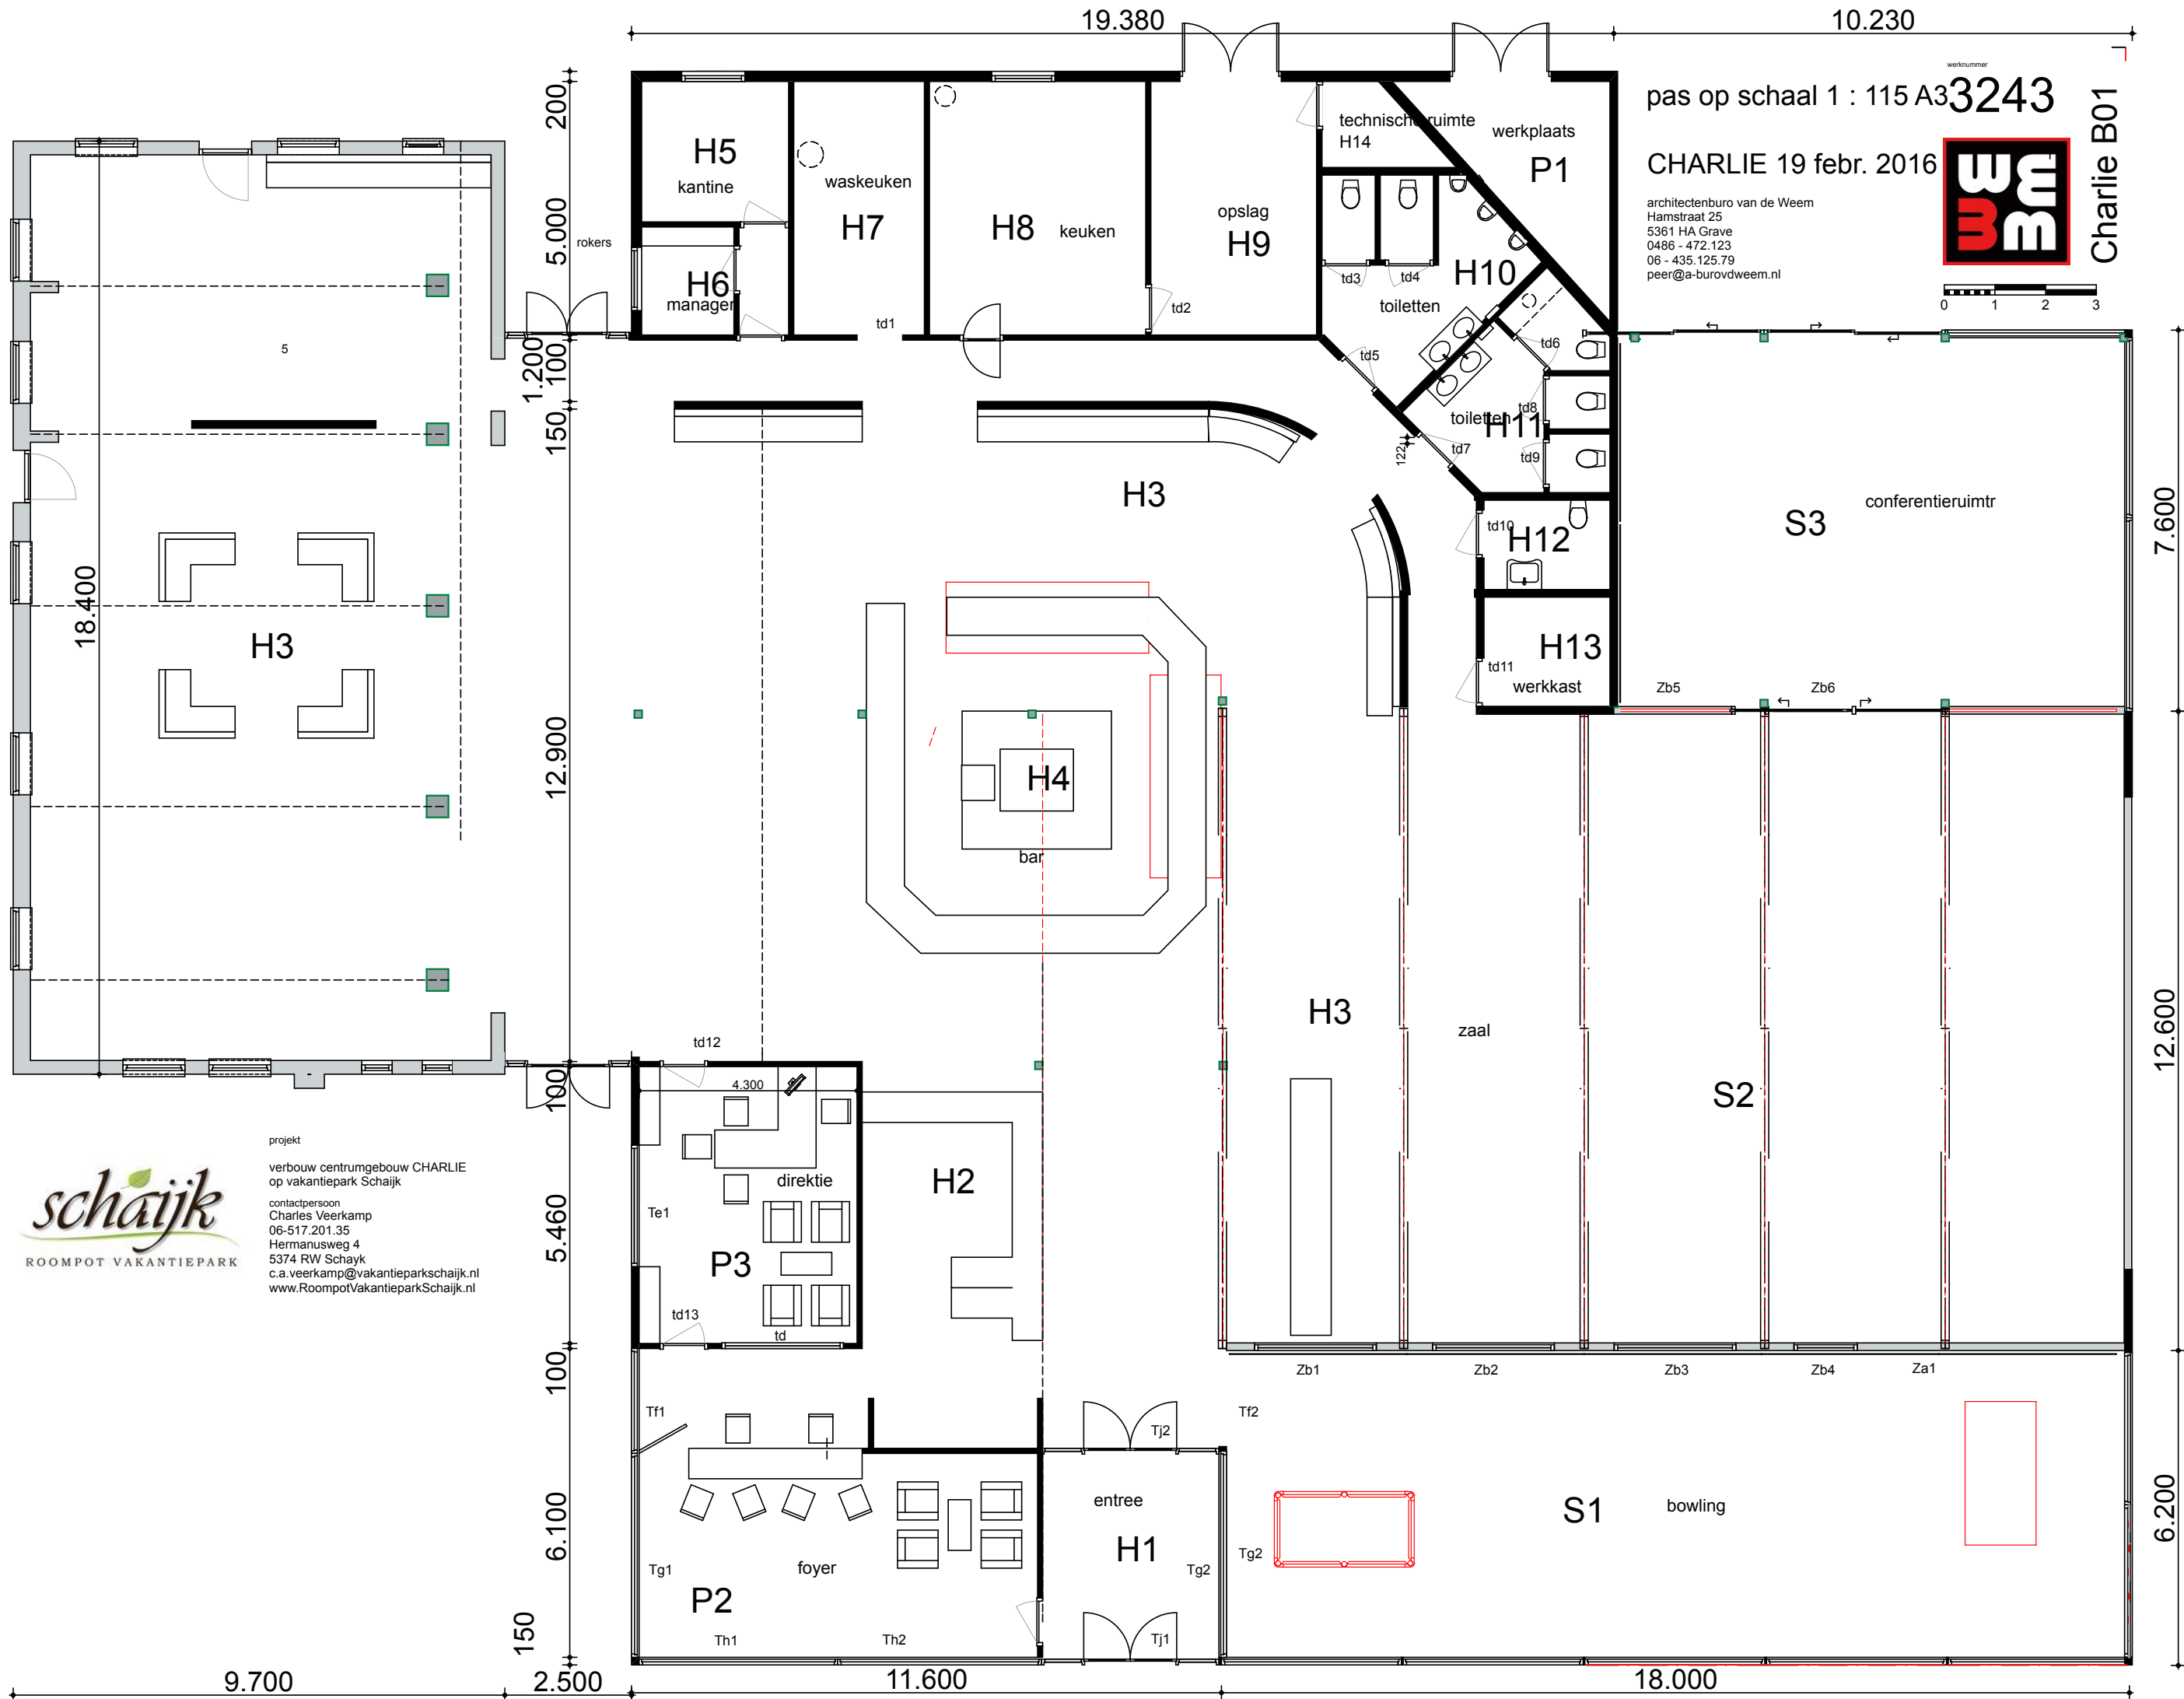 19.380
10.230
werknummer
pas op schaal 1 : 115 A3
3243
CHARLIE 19 febr. 2016
Charlie B01
architectenburo van de Weem
Hamstraat 25
5361 HA Grave
0486 - 472.123
06 - 435.125.79
peer@a-burovdweem.nl
0 1 2 3
200
5.000
rokers
1.200
100
150
H5
kantine
H6
manager
waskeuken
H7
td1
H8
keuken
opslag
H9
td2
technische ruimte
H14
werkplaats
P1
td3
td4
H10
toiletten
td5
td6
toiletten
H11
td8
td7
td9
122
td10
H12
H13
td11
werkkast
5
18.400
H3
H3
conferentieruimtr
S3
7.600
Zb5
Zb6
12.900
H4
bar
H3
zaal
S2
12.600
td12
100
4.300
direktie
Te1
P3
td13
td
5.460
H2
projekt
verbouw centrumgebouw CHARLIE
op vakantiepark Schaijk
contactpersoon
Charles Veerkamp
06-517.201.35
Hermanusweg 4
5374 RW Schayk
c.a.veerkamp@vakantieparkschaijk.nl
www.RoompotVakantieparkSchaijk.nl
schaijk
ROOMPOT VAKANTIEPARK
100
Zb1
Zb2
Zb3
Zb4
Za1
Tf1
Tj2
Tf2
6.100
entree
H1
Tg1
foyer
P2
Tg2
Tg2
S1
bowling
6.200
150
Th1
Th2
Tj1
9.700
2.500
11.600
18.000